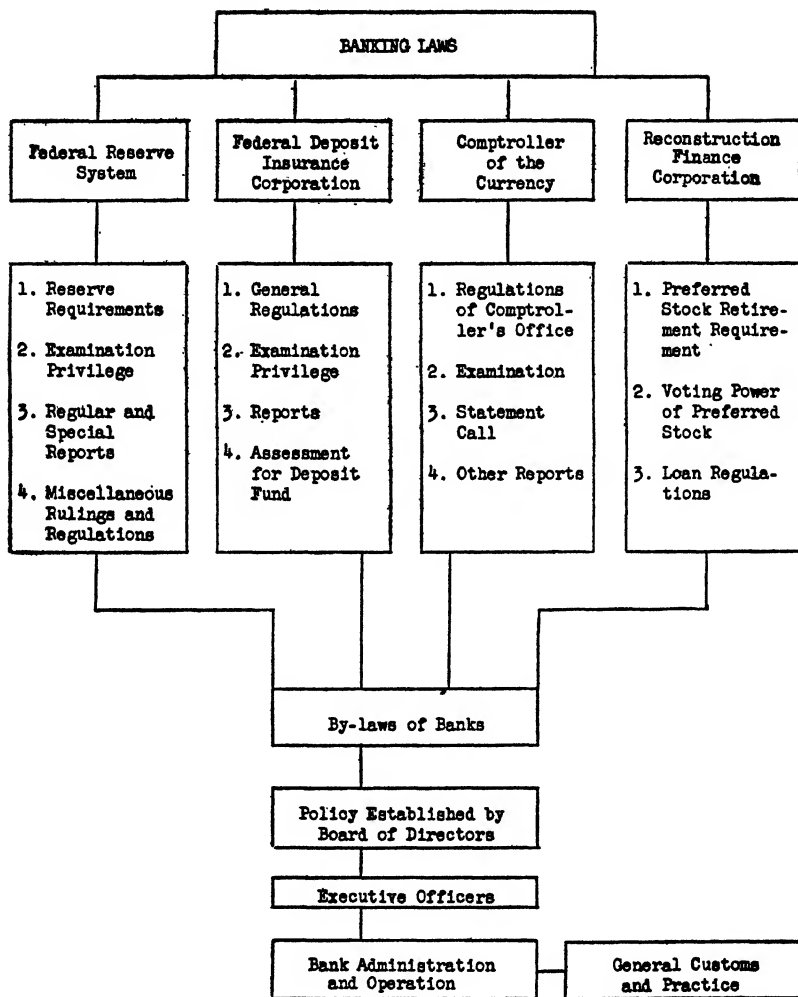 BANKING LAWS
Federal Reserve
System
Federal Deposit
Insurance
Corporation
Comptroller
of the
Currency
Reconstruction
Finance
Corporation
1. Reserve
Requirements
2. Examination
Privilege
3. Regular and
Special
Reports
4. Miscellaneous
Rulings and
Regulations
1. General
Regulations
2. Examination
Privilege
3. Reports
4. Assessment
for Deposit
Fund
1. Regulations
of Comptrol-
ler's Office
2. Examination
3. Statement
Call
4. Other Reports
1. Preferred
Stock Retire-
ment Require-
ment
2. Voting Power
of Preferred
Stock
3. Loan Regula-
tions
By-laws of Banks
Policy Established by
Board of Directors
Executive Officers
Bank Administration
and Operation
General Customs
and Practice